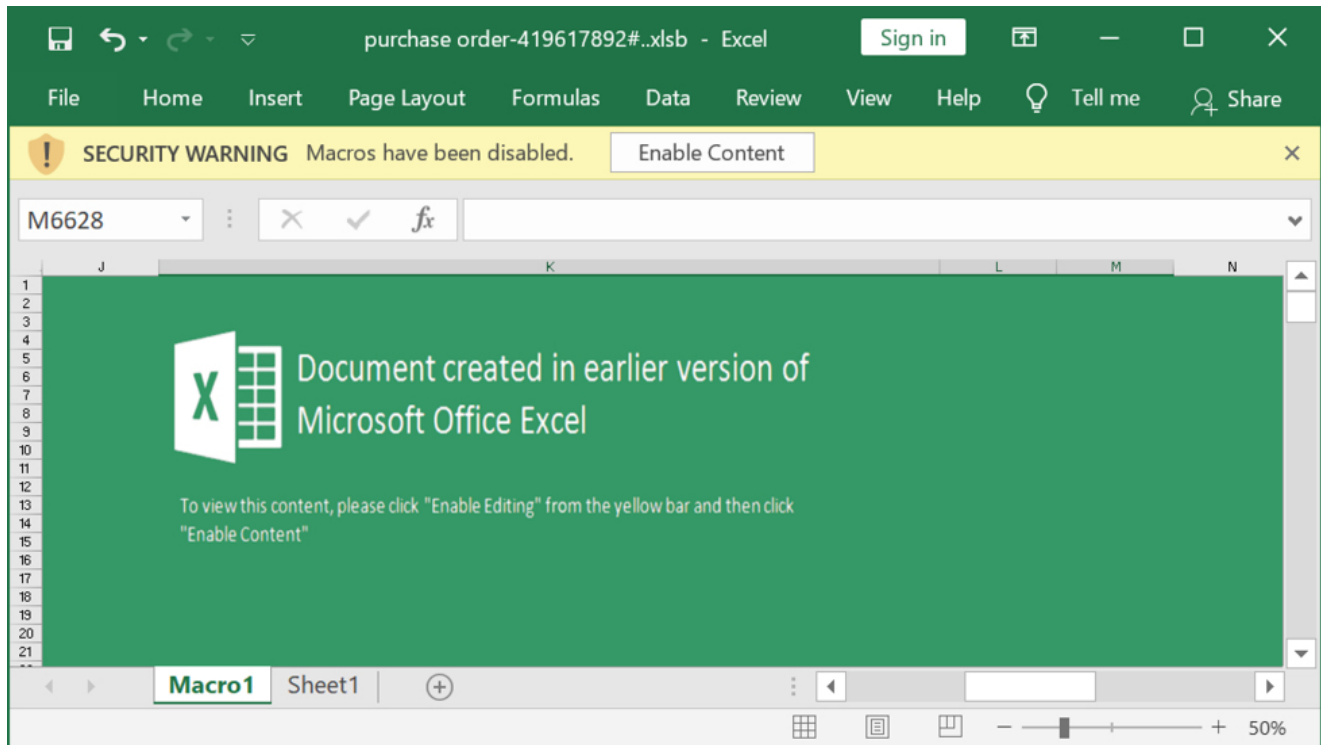 purchase order-419617892#..xlsb - Excel Sign in
File Home Insert Page Layout Formulas Data Review View Help Tell me Share
! SECURITY WARNING Macros have been disabled. Enable Content
M6628 fx
J K L M N
1
2
3
4
5
6
7
8
9
10
11
12
13
14
15
16
17
18
19
20
21
X
Document created in earlier version of
Microsoft Office Excel
To view this content, please click "Enable Editing" from the yellow bar and then click
"Enable Content"
Macro1 Sheet1
50%